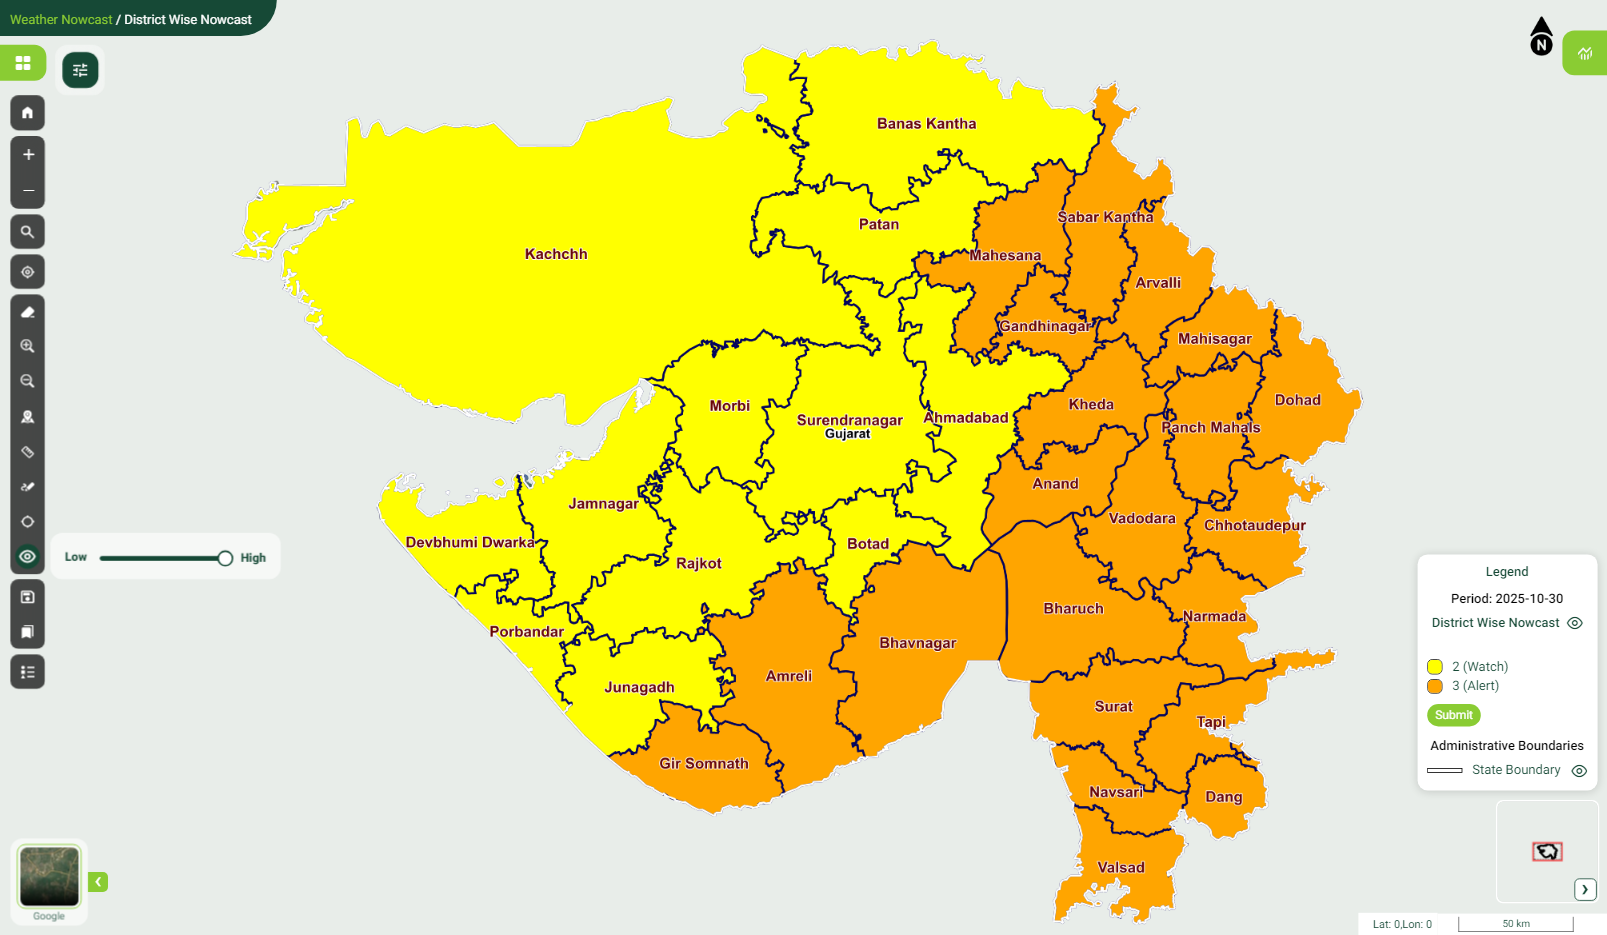 Weather Nowcast / District Wise Nowcast
N
Banas Kantha
Patan
Sabar Kantha
Kachchh
Mahesana
Arvalli
Gandhinagar
Mahisagar
Morbi
Surendranagar
Gujarat
Ahmadabad
Kheda
Panch Mahals
Dohad
Jamnagar
Anand
Vadodara
Chhotaudepur
Devbhumi Dwarka
Rajkot
Botad
Low
High
Bharuch
Narmada
Porbandar
Bhavnagar
Junagadh
Amreli
Surat
Tapi
Gir Somnath
Navsari
Dang
Valsad
Legend
Period: 2025-10-30
District Wise Nowcast
2 (Watch)
3 (Alert)
Submit
Administrative Boundaries
State Boundary
Google
Lat: 0,Lon: 0
50 km